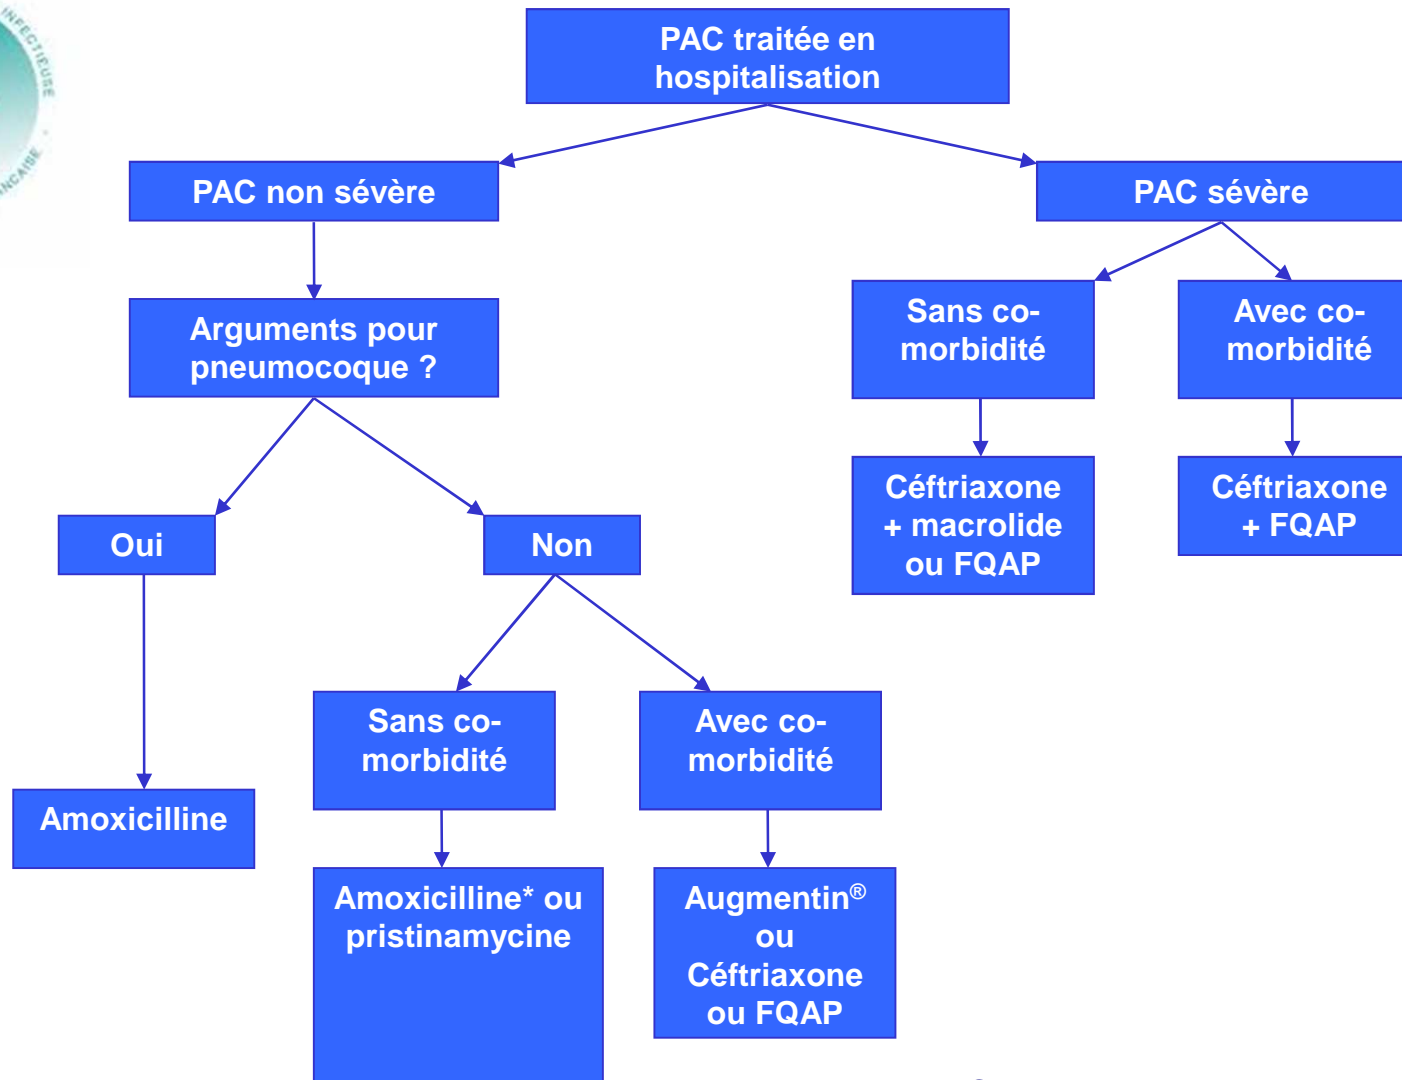 INFECTIEUSE
PAC traitée en
hospitalisation
PAC non sévère
PAC sévère
Arguments pour
pneumocoque ?
Sans co-
morbidité
Avec co-
morbidité
Céftriaxone
+ macrolide
ou FQAP
Céftriaxone
+ FQAP
Oui
Non
Sans co-
morbidité
Avec co-
morbidité
Amoxicilline
Amoxicilline* ou
pristinamycine
Augmentin®
ou
Céftriaxone
ou FQAP